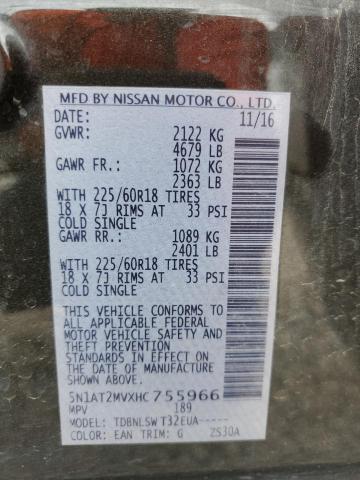 MFD BY NISSAN MOTOR CO., LTD.
DATE: 11/16
GVWR: 2122 KG
4679 LB
GAWR FR.: 1072 KG
2363 LB
WITH 225/60R18 TIRES
18 X 7J RIMS AT 33 PSI
COLD SINGLE
GAWR RR.: 1089 KG
2401 LB
WITH 225/60R18 TIRES
18 X 7J RIMS AT 33 PSI
COLD SINGLE
THIS VEHICLE CONFORMS TO
ALL APPLICABLE FEDERAL
MOTOR VEHICLE SAFETY AND
THEFT PREVENTION
STANDARDS IN EFFECT ON
THE DATE OF MANUFACTURE
SHOWN ABOVE.
5N1AT2MVXHC755966
MPV 189
MODEL: TDBNLSW T32EUA-----
COLOR: EAN TRIM: G ZS30A